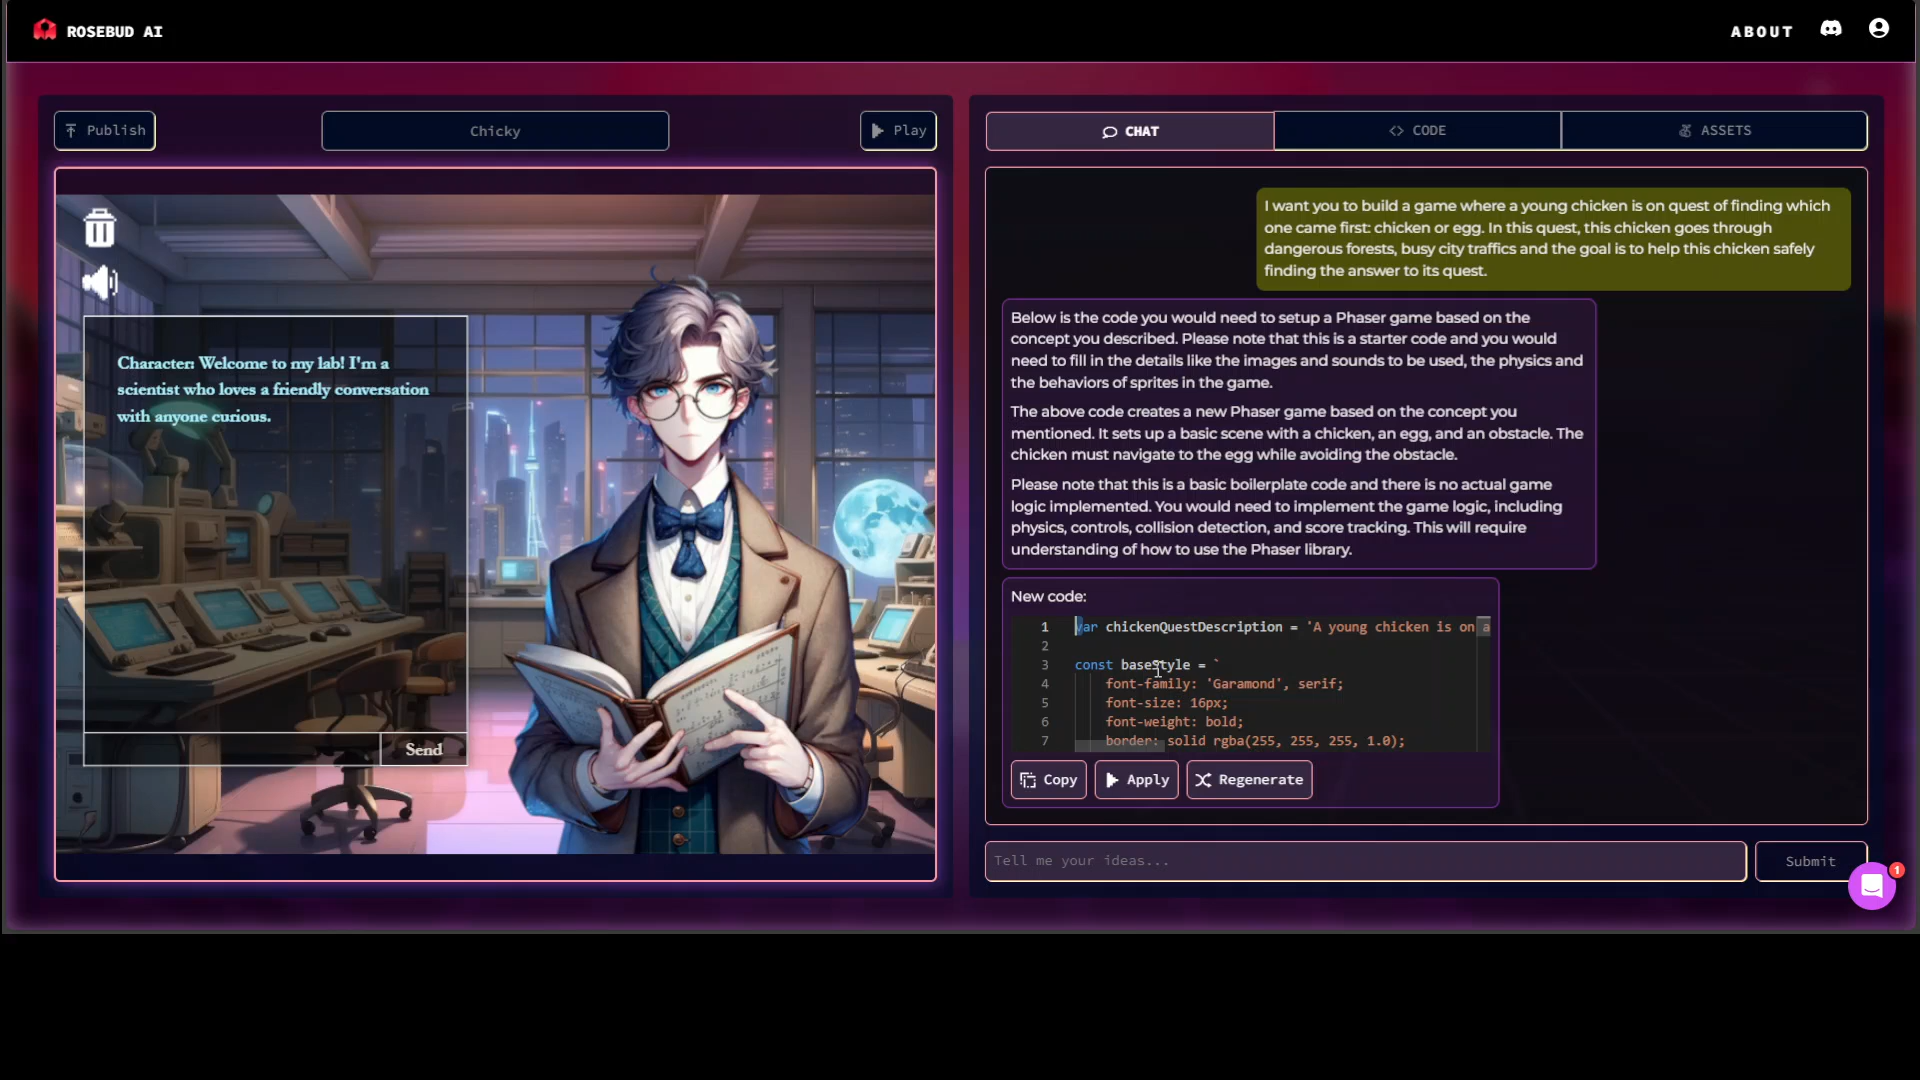 ROSEBUD AI
ABOUT
Publish
Chicky
Play
CHAT
<> CODE
ASSETS
Character: Welcome to my lab! I'm a
scientist who loves a friendly conversation
with anyone curious.
Send
I want you to build a game where a young chicken is on quest of finding which
one came first: chicken or egg. In this quest, this chicken goes through
dangerous forests, busy city traffics and the goal is to help this chicken safely
finding the answer to its quest.
Below is the code you would need to setup a Phaser game based on the
concept you described. Please note that this is a starter code and you would
need to fill in the details like the images and sounds to be used, the physics and
the behaviors of sprites in the game.
The above code creates a new Phaser game based on the concept you
mentioned. It sets up a basic scene with a chicken, an egg, and an obstacle. The
chicken must navigate to the egg while avoiding the obstacle.
Please note that this is a basic boilerplate code and there is no actual game
logic implemented. You would need to implement the game logic, including
physics, controls, collision detection, and score tracking. This will require
understanding of how to use the Phaser library.
New code:
1 var chickenQuestDescription = 'A young chicken is on a
2
3 const baseStyle = `
4 font-family: 'Garamond', serif;
5 font-size: 16px;
6 font-weight: bold;
7 border: solid rgba(255, 255, 255, 1.0);
Copy
Apply
Regenerate
Tell me your ideas...
Submit
1